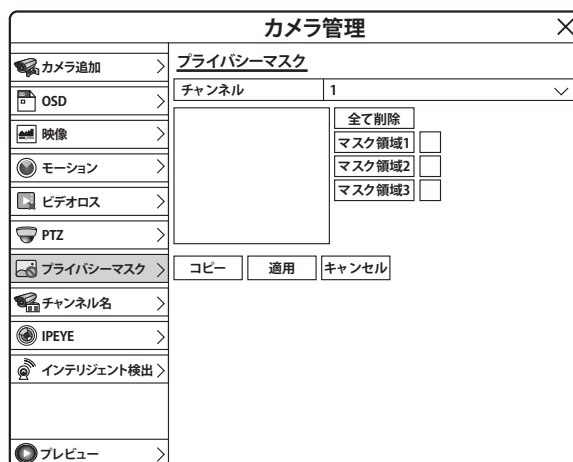 カメラ管理
カメラ追加
OSD
映像
モーション
ビデオロス
PTZ
プライバシーマスク
チャンネル名
IPEYE
インテリジェント検出
プレビュー
プライバシーマスク
チャンネル 1
全て削除
マスク領域1
マスク領域2
マスク領域3
コピー 適用 キャンセル